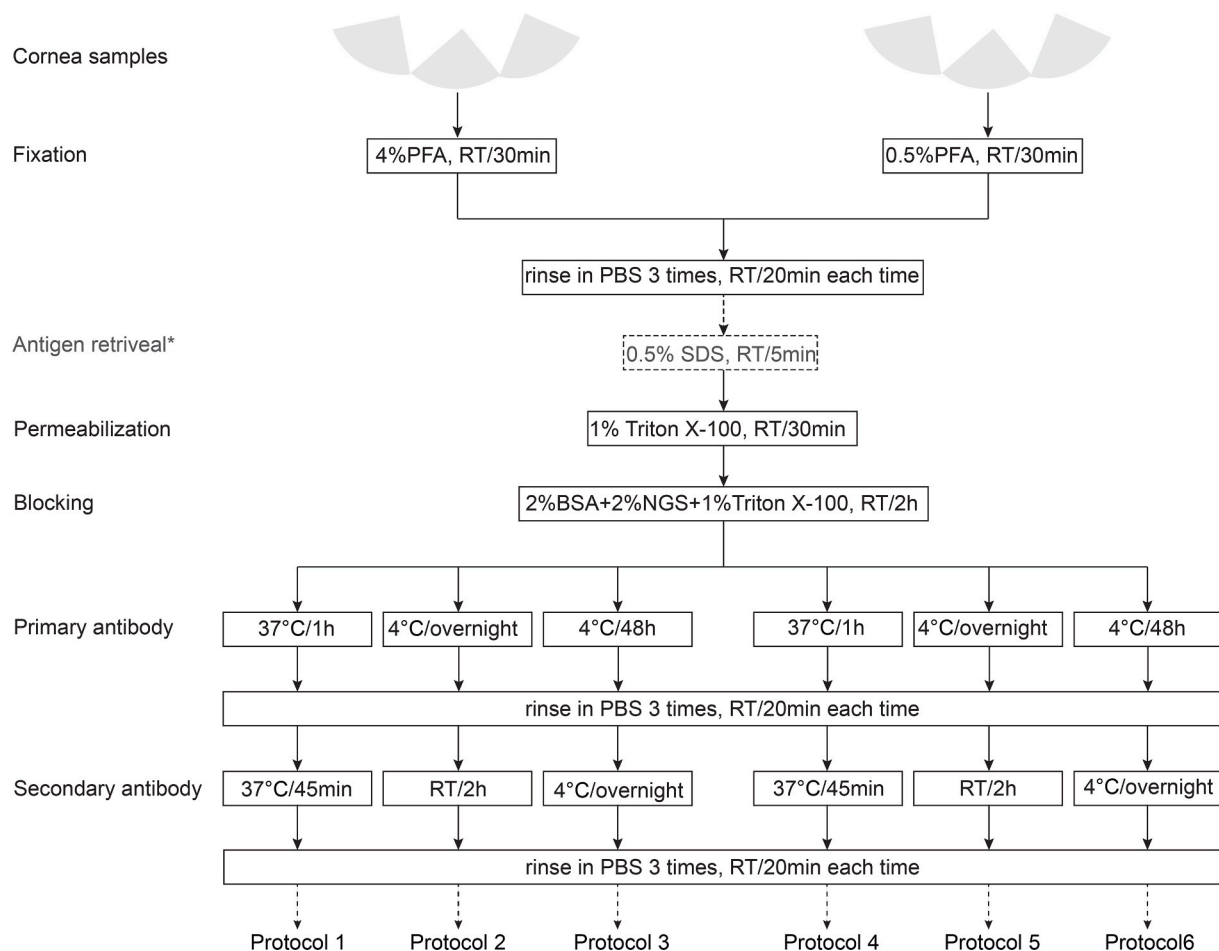 Cornea samples
Fixation
4%PFA, RT/30min
0.5%PFA, RT/30min
rinse in PBS 3 times, RT/20min each time
Antigen retriveal*
0.5% SDS, RT/5min
Permeabilization
1% Triton X-100, RT/30min
Blocking
2%BSA+2%NGS+1%Triton X-100, RT/2h
Primary antibody
37°C/1h
4°C/overnight
4°C/48h
37°C/1h
4°C/overnight
4°C/48h
rinse in PBS 3 times, RT/20min each time
Secondary antibody
37°C/45min
RT/2h
4°C/overnight
37°C/45min
RT/2h
4°C/overnight
rinse in PBS 3 times, RT/20min each time
Protocol 1
Protocol 2
Protocol 3
Protocol 4
Protocol 5
Protocol6